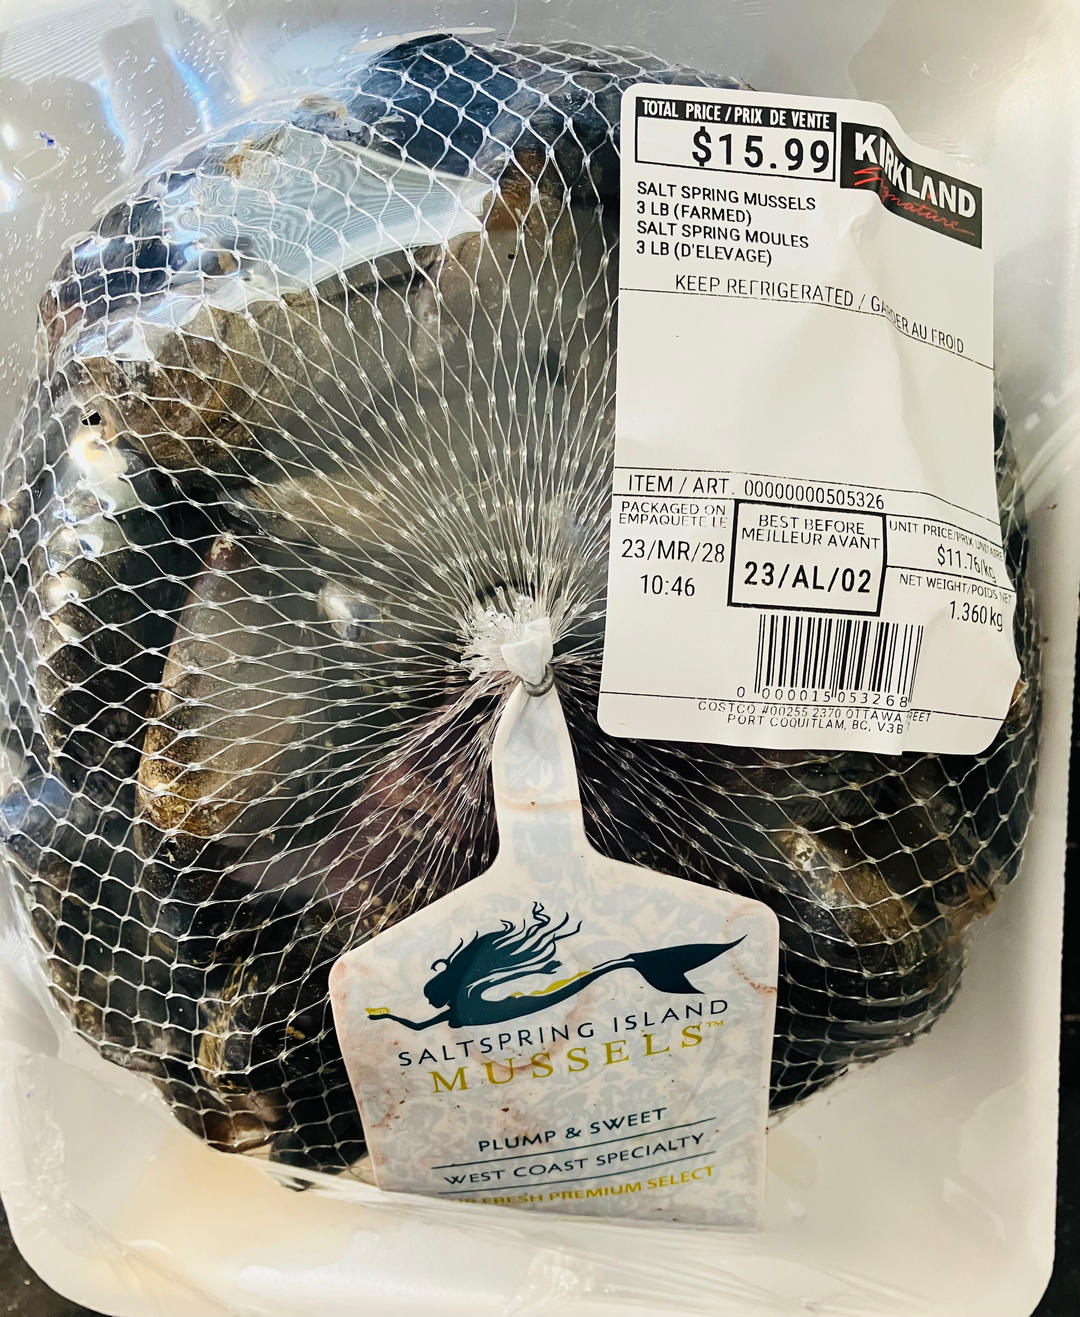 TOTAL PRICE / PRIX DE VENTE
$15.99
KIRKLAND
Signature
SALT SPRING MUSSELS
3 LB (FARMED)
SALT SPRING MOULES
3 LB (D'ELEVAGE)
KEEP REFRIGERATED / GARDER AU FROID
ITEM / ART. 00000000505326
PACKAGED ON
EMPAQUETE LE
23/MR/28
10:46
BEST BEFORE
MEILLEUR AVANT
23/AL/02
UNIT PRICE/PRIX UNITAIRE
$11.76/kg
NET WEIGHT/POIDS NET
1.360 kg
0 000015 053268
COSTCO #00255 2370 OTTAWA
PORT COQUITLAM, BC, V3B
SALTSPRING ISLAND
MUSSELS™
PLUMP & SWEET
WEST COAST SPECIALTY
FRESH PREMIUM SELECT